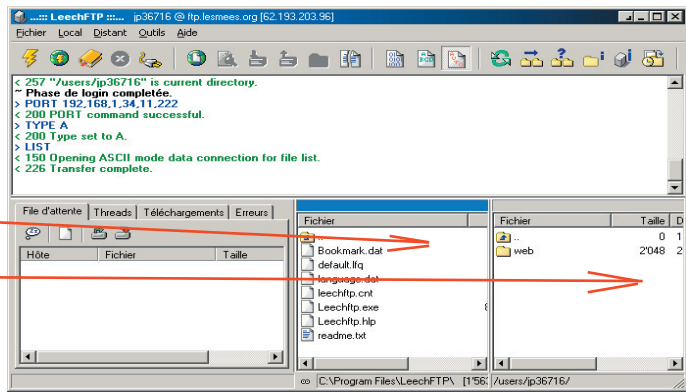 ...:: LeechFTP :::... jp36716 @ ftp.lesmees.org [62.193.203.96]
Fichier Local Distant Outils Aide
< 257 "/users/jp36716" is current directory.
~ Phase de login completée.
> PORT 192,168,1,34,11,222
< 200 PORT command successful.
> TYPE A
< 200 Type set to A.
> LIST
< 150 Opening ASCII mode data connection for file list.
< 226 Transfer complete.
File d'attente Threads Téléchargements Erreurs
Hôte Fichier Taille
Fichier
..
Bookmark.dat
default.lfq
language.dat
leechftp.cnt
Leechftp.exe
Leechftp.hlp
readme.txt
C:\Program Files\LeechFTP\ [1'56
Fichier Taille D
.. 0 1
web 2'048 2
/users/jp36716/